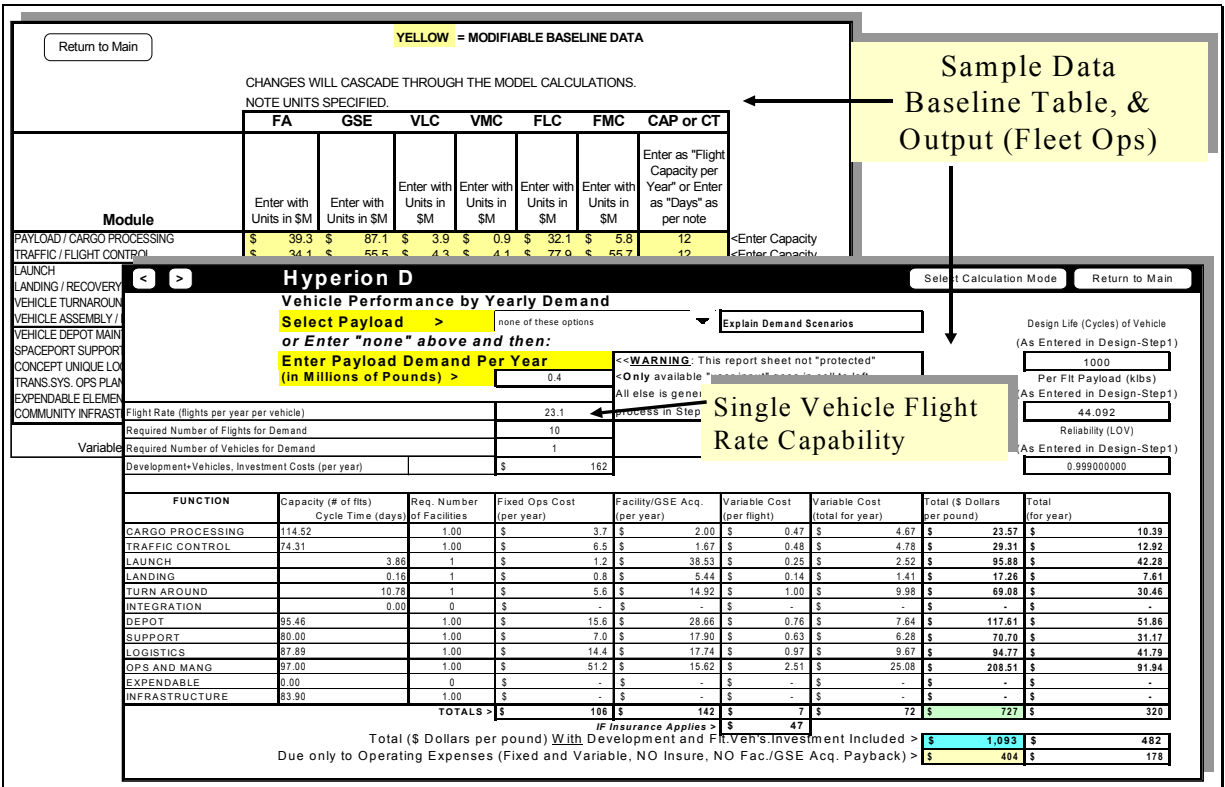 Return to Main
YELLOW = MODIFIABLE BASELINE DATA
CHANGES WILL CASCADE THROUGH THE MODEL CALCULATIONS.
NOTE UNITS SPECIFIED.
FA GSE VLC VMC FLC FMC CAP or CT
Module Enter with Units in $M Enter with Units in $M Enter with Units in $M Enter with Units in $M Enter with Units in $M Enter with Units in $M Enter as "Flight Capacity per Year" or Enter as "Days" as per note
PAYLOAD / CARGO PROCESSING $ 39.3 $ 87.1 $ 3.9 $ 0.9 $ 32.1 $ 5.8 12 <Enter Capacity
TRAFFIC / FLIGHT CONTROL $ 34.1 $ 55.5 $ 4.3 $ 4.1 $ 77.9 $ 55.7 12 <Enter Capacity
LAUNCH
LANDING / RECOVERY
VEHICLE TURNAROUN
VEHICLE ASSEMBLY /
VEHICLE DEPOT MAIN
SPACEPORT SUPPORT
CONCEPT UNIQUE LO
TRANS.SYS. OPS PLAN
EXPENDABLE ELEMEN
COMMUNITY INFRAST
Variable
Sample Data
Baseline Table, &
Output (Fleet Ops)
< > Hyperion D Select Calculation Mode Return to Main
Vehicle Performance by Yearly Demand
Select Payload > none of these options Explain Demand Scenarios
or Enter "none" above and then:
Enter Payload Demand Per Year
(in Millions of Pounds) > 0.4
<<WARNING: This report sheet not "protected"
<Only available
All else is gene
process in Step
Design Life (Cycles) of Vehicle
(As Entered in Design-Step1)
1000
Per Flt Payload (klbs)
(As Entered in Design-Step1)
44.092
Reliability (LOV)
(As Entered in Design-Step1)
0.999000000
Single Vehicle Flight
Rate Capability
Flight Rate (flights per year per vehicle) 23.1
Required Number of Flights for Demand 10
Required Number of Vehicles for Demand 1
Development+Vehicles, Investment Costs (per year) $ 162
FUNCTION Capacity (# of flts) Cycle Time (days) Req. Number of Facilities Fixed Ops Cost (per year) Facility/GSE Acq. (per year) Variable Cost (per flight) Variable Cost (total for year) Total ($ Dollars per pound) Total (for year)
CARGO PROCESSING 114.52 1.00 $ 3.7 $ 2.00 $ 0.47 $ 4.67 $ 23.57 $ 10.39
TRAFFIC CONTROL 74.31 1.00 $ 6.5 $ 1.67 $ 0.48 $ 4.78 $ 29.31 $ 12.92
LAUNCH 3.86 1 $ 1.2 $ 38.53 $ 0.25 $ 2.52 $ 95.88 $ 42.28
LANDING 0.16 1 $ 0.8 $ 5.44 $ 0.14 $ 1.41 $ 17.26 $ 7.61
TURN AROUND 10.78 1 $ 5.6 $ 14.92 $ 1.00 $ 9.98 $ 69.08 $ 30.46
INTEGRATION 0.00 0 $ - $ - $ - $ - $ - $ -
DEPOT 95.46 1.00 $ 15.6 $ 28.66 $ 0.76 $ 7.64 $ 117.61 $ 51.86
SUPPORT 80.00 1.00 $ 7.0 $ 17.90 $ 0.63 $ 6.28 $ 70.70 $ 31.17
LOGISTICS 87.89 1.00 $ 14.4 $ 17.74 $ 0.97 $ 9.67 $ 94.77 $ 41.79
OPS AND MANG 97.00 1.00 $ 51.2 $ 15.62 $ 2.51 $ 25.08 $ 208.51 $ 91.94
EXPENDABLE 0.00 0 $ - $ - $ - $ - $ - $ -
INFRASTRUCTURE 83.90 1.00 $ - $ - $ - $ - $ - $ -
TOTALS > $ 106 $ 142 $ 7 $ 72 $ 727 $ 320
IF Insurance Applies > $ 47
Total ($ Dollars per pound) With Development and Flt.Veh's.Investment Included > $ 1,093 $ 482
Due only to Operating Expenses (Fixed and Variable, NO Insure, NO Fac./GSE Acq. Payback) > $ 404 $ 178